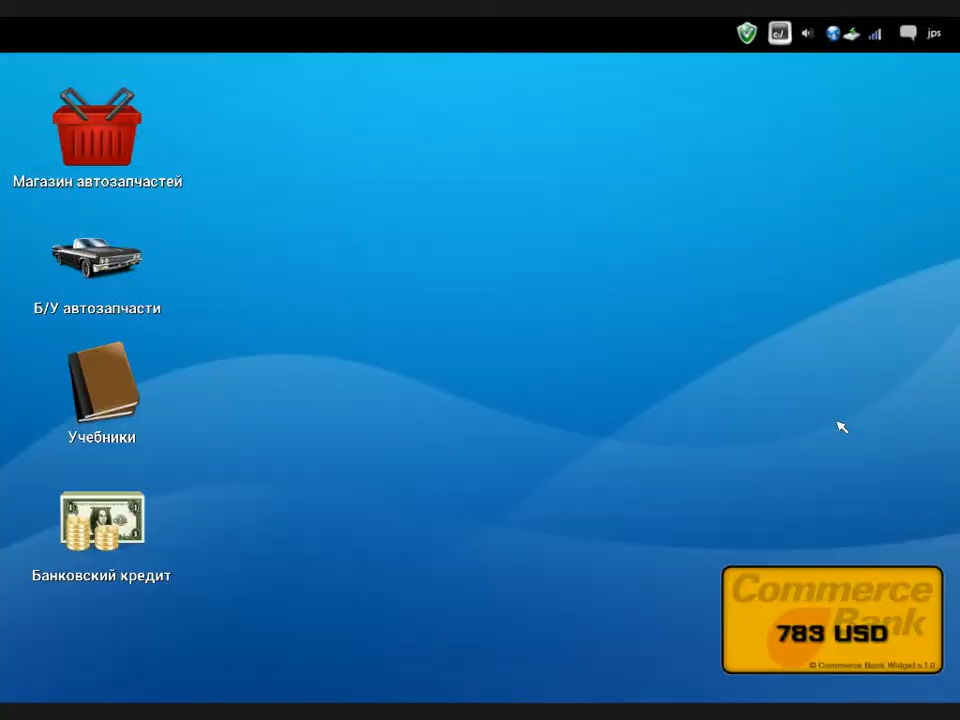 jps
Магазин автозапчастей
Б/У автозапчасти
Учебники
Банковский кредит
Commerce
Bank
783 USD
© Commerce Bank Widget v.1.0